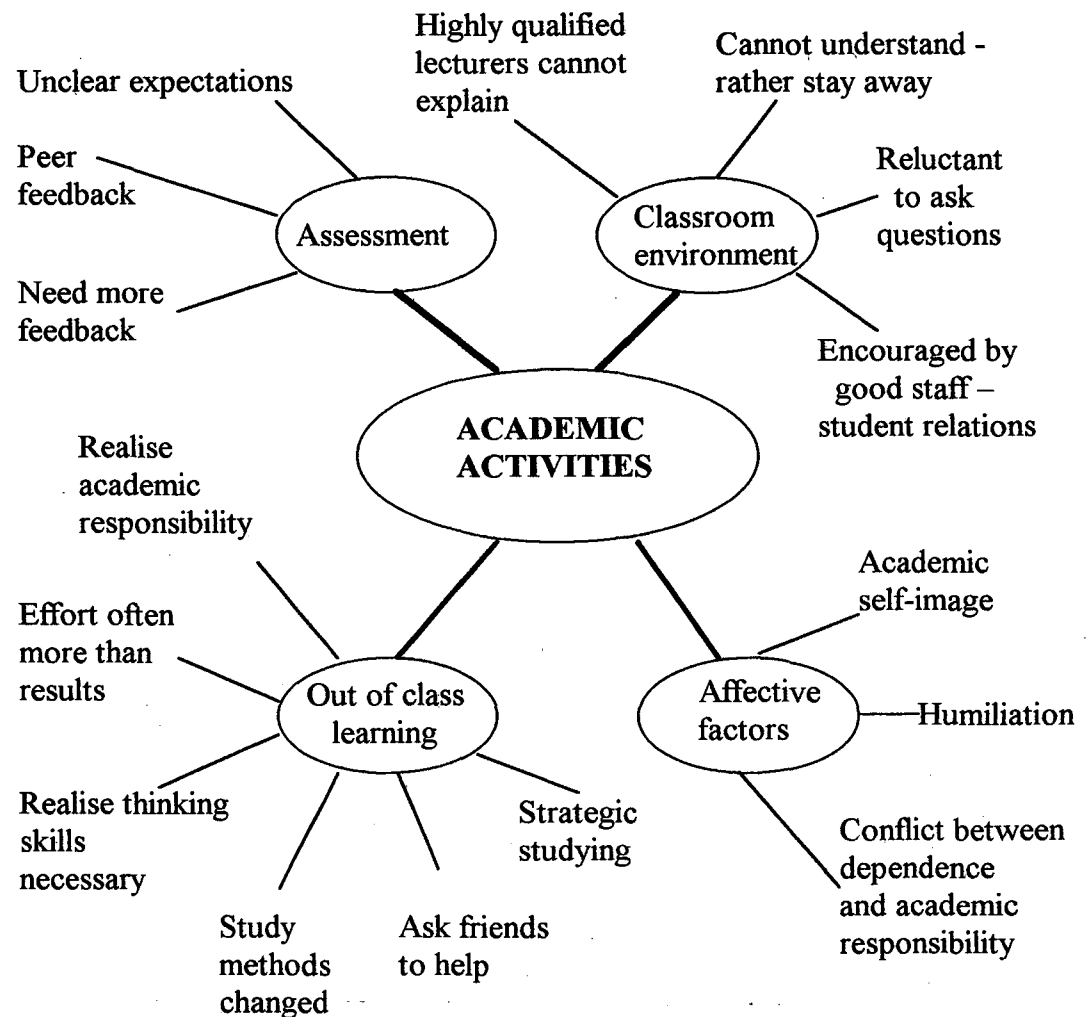 Highly qualified
lecturers cannot
explain
Cannot understand -
rather stay away
Unclear expectations
Peer
feedback
Reluctant
to ask
questions
Assessment
Classroom
environment
Need more
feedback
Encouraged by
good staff –
student relations
ACADEMIC
ACTIVITIES
Realise
academic
responsibility
Academic
self-image
Effort often
more than
results
Out of class
learning
Affective
factors
Humiliation
Realise thinking
skills
necessary
Strategic
studying
Conflict between
dependence
and academic
responsibility
Study
methods
changed
Ask friends
to help